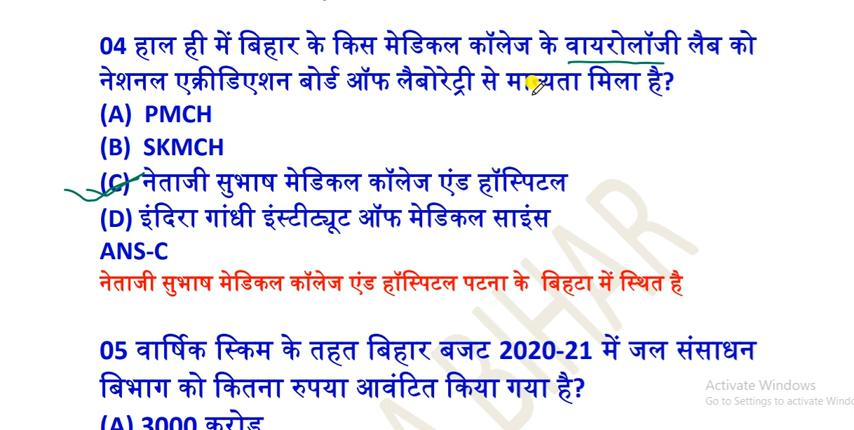 04 हाल ही में बिहार के किस मेडिकल कॉलेज के वायरोलॉजी लैब को
नेशनल एक्रीडिएशन बोर्ड ऑफ लैबोरेट्री से मान्यता मिला है?
(A) PMCH
(B) SKMCH
(C) नेताजी सुभाष मेडिकल कॉलेज एंड हॉस्पिटल
(D) इंदिरा गांधी इंस्टीट्यूट ऑफ मेडिकल साइंस
ANS-C
नेताजी सुभाष मेडिकल कॉलेज एंड हॉस्पिटल पटना के बिहटा में स्थित है
05 वार्षिक स्किम के तहत बिहार बजट 2020-21 में जल संसाधन
बिभाग को कितना रुपया आवंटित किया गया है?
(A) 3000 करोड़
BIHAR
Activate Windows
Go to Settings to activate Windo